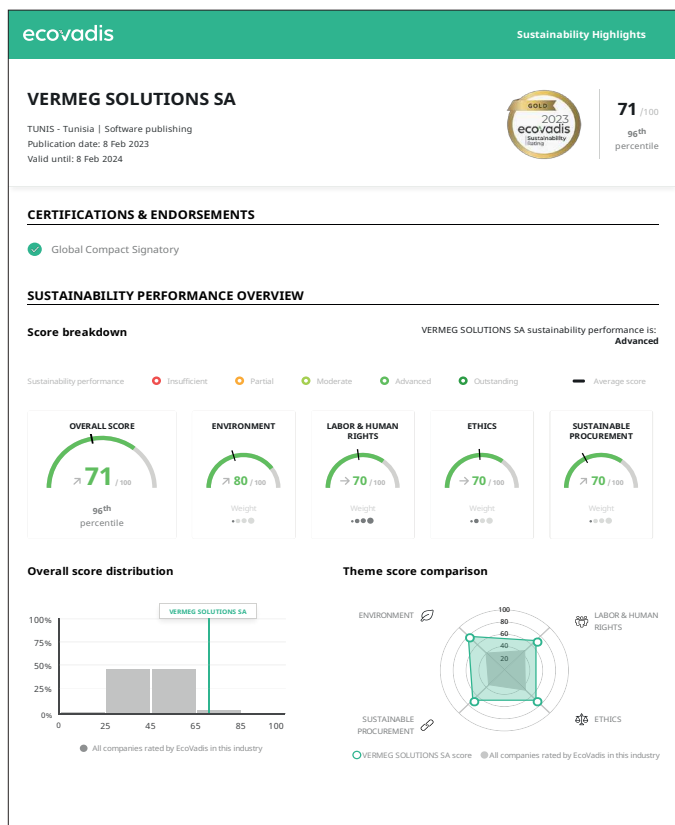 ecovadis
Sustainability Highlights
VERMEG SOLUTIONS SA
TUNIS - Tunisia | Software publishing
Publication date: 8 Feb 2023
Valid until: 8 Feb 2024
GOLD
2023
ecovadis
Sustainability
Rating
71 /100
96th
percentile
CERTIFICATIONS & ENDORSEMENTS
Global Compact Signatory
SUSTAINABILITY PERFORMANCE OVERVIEW
Score breakdown
VERMEG SOLUTIONS SA sustainability performance is:
Advanced
Sustainability performance
Insufficient
Partial
Moderate
Advanced
Outstanding
Average score
OVERALL SCORE
71 / 100
96th
percentile
ENVIRONMENT
80 / 100
Weight
LABOR & HUMAN
RIGHTS
70 / 100
Weight
ETHICS
70 / 100
Weight
SUSTAINABLE
PROCUREMENT
70 / 100
Weight
Overall score distribution
VERMEG SOLUTIONS SA
100%
75%
50%
25%
0%
0 25 45 65 85 100
All companies rated by EcoVadis in this industry
Theme score comparison
ENVIRONMENT
LABOR & HUMAN
RIGHTS
100
80
60
40
20
SUSTAINABLE
PROCUREMENT
ETHICS
VERMEG SOLUTIONS SA score
All companies rated by EcoVadis in this industry